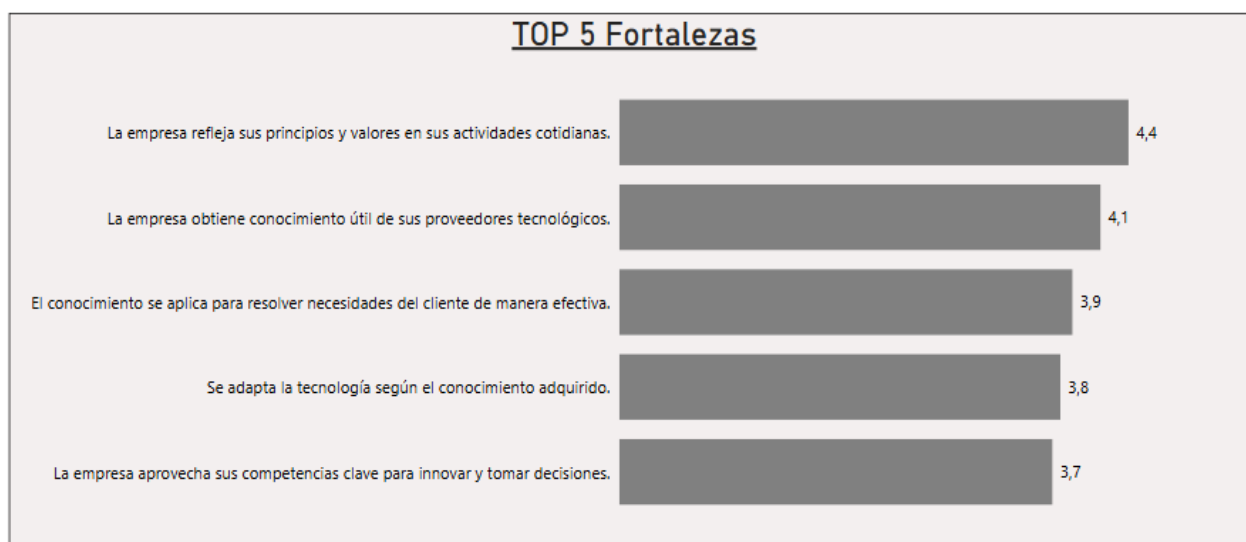 TOP 5 Fortalezas
La empresa refleja sus principios y valores en sus actividades cotidianas. 4,4
La empresa obtiene conocimiento útil de sus proveedores tecnológicos. 4,1
El conocimiento se aplica para resolver necesidades del cliente de manera efectiva. 3,9
Se adapta la tecnología según el conocimiento adquirido. 3,8
La empresa aprovecha sus competencias clave para innovar y tomar decisiones. 3,7